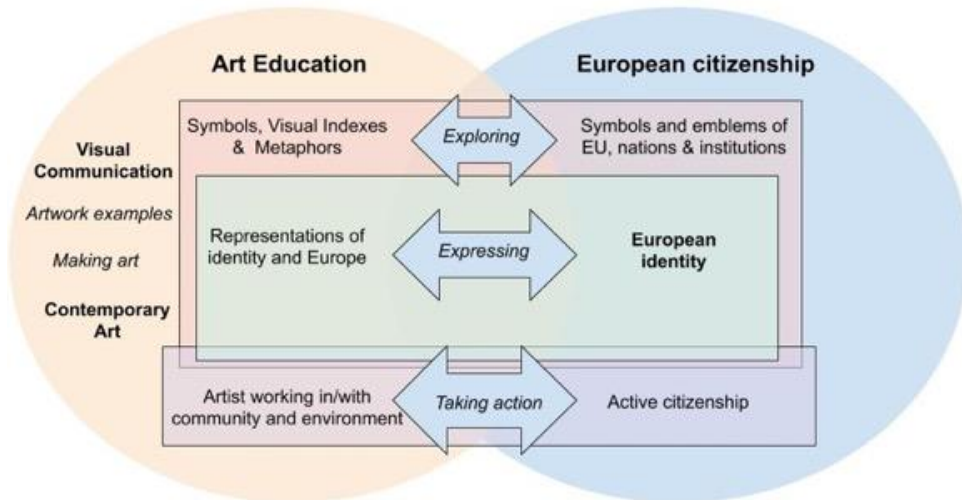 Art Education
European citizenship
Symbols, Visual Indexes
& Metaphors
Exploring
Symbols and emblems of
EU, nations & institutions
Visual
Communication
Artwork examples
Making art
Contemporary
Art
Representations of
identity and Europe
Expressing
European
identity
Artist working in/with
community and environment
Taking action
Active citizenship